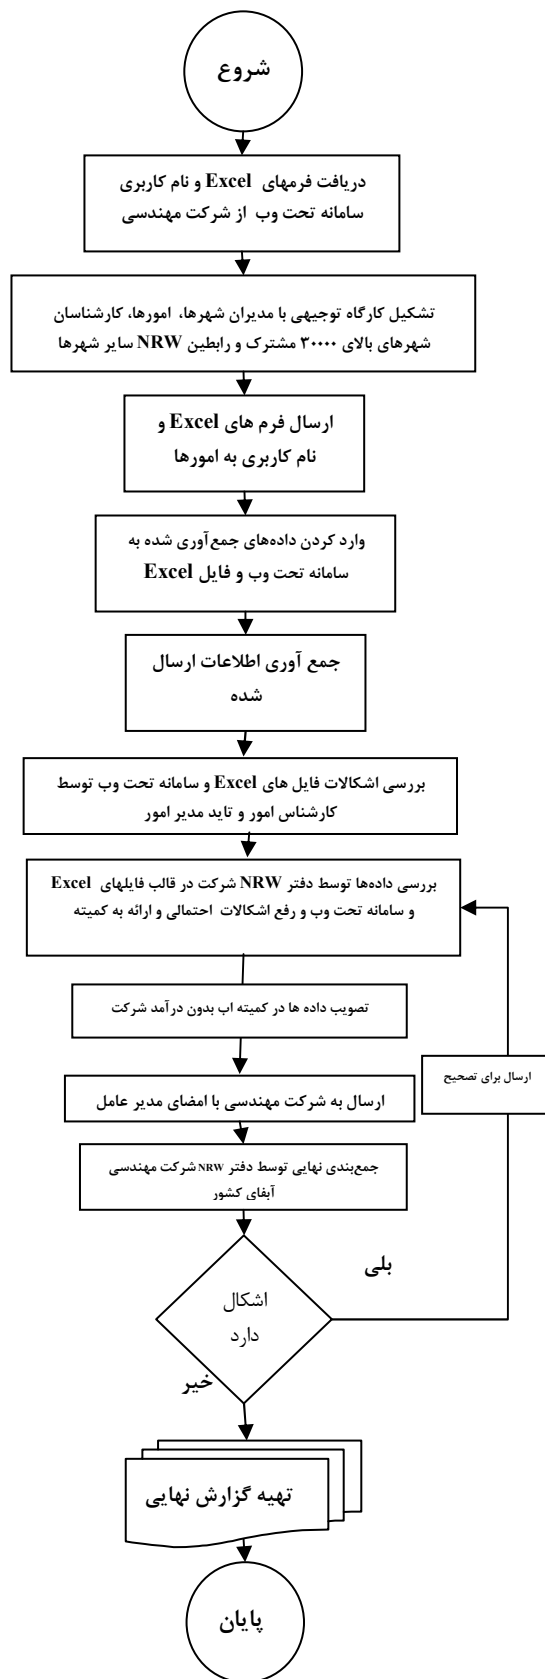 شروع
دریافت فرمهای Excel و نام کاربری
سامانه تحت وب از شرکت مهندسی
تشکیل کارگاه توجیهی با مدیران شهرها، امورها، کارشناسان
شهرهای بالای ۳۰۰۰۰ مشترک و رابطین NRW سایر شهرها
ارسال فرم های Excel و
نام کاربری به امورها
وارد کردن داده‌های جمع‌آوری شده به
سامانه تحت وب و فایل Excel
جمع آوری اطلاعات ارسال
شده
بررسی اشکالات فایل های Excel و سامانه تحت وب توسط
کارشناس امور و تاید مدیر امور
بررسی داده‌ها توسط دفتر NRW شرکت در قالب فایلهای Excel
و سامانه تحت وب و رفع اشکالات احتمالی و ارائه به کمیته
تصویب داده ها در کمیته اب بدون درآمد شرکت
ارسال برای تصحیح
ارسال به شرکت مهندسی با امضای مدیر عامل
جمع‌بندی نهایی توسط دفتر NRW شرکت مهندسی
آبفای کشور
بلی
اشکال
دارد
خیر
تهیه گزارش نهایی
پایان